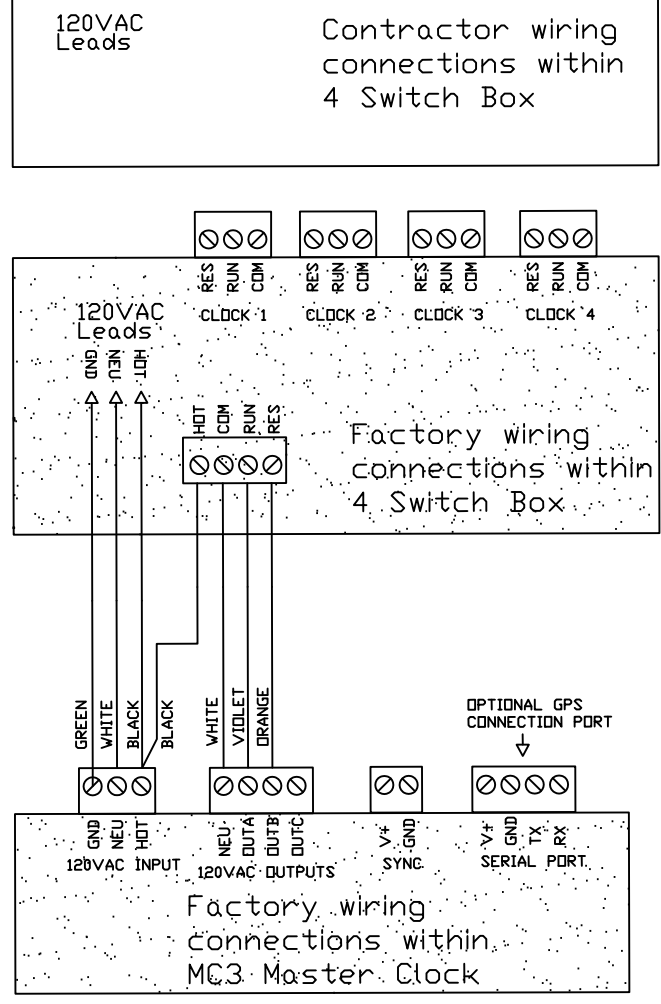 120VAC
Leads
Contractor wiring
connections within
4 Switch Box
RES RUN COM
RES RUN COM
RES RUN COM
RES RUN COM
CLOCK 1
CLOCK 2
CLOCK 3
CLOCK 4
120VAC
Leads
GND NEU HOT
HOT COM RUN RES
Factory wiring
connections within
4 Switch Box
GREEN
WHITE
BLACK
BLACK
WHITE
VIOLET
ORANGE
OPTIONAL GPS
CONNECTION PORT
GND NEU HOT
120VAC INPUT
NEU OUTA OUTB OUTC
120VAC OUTPUTS
V+ GND
SYNC
V+ GND TX RX
SERIAL PORT
Factory wiring
connections within
MC3 Master Clock